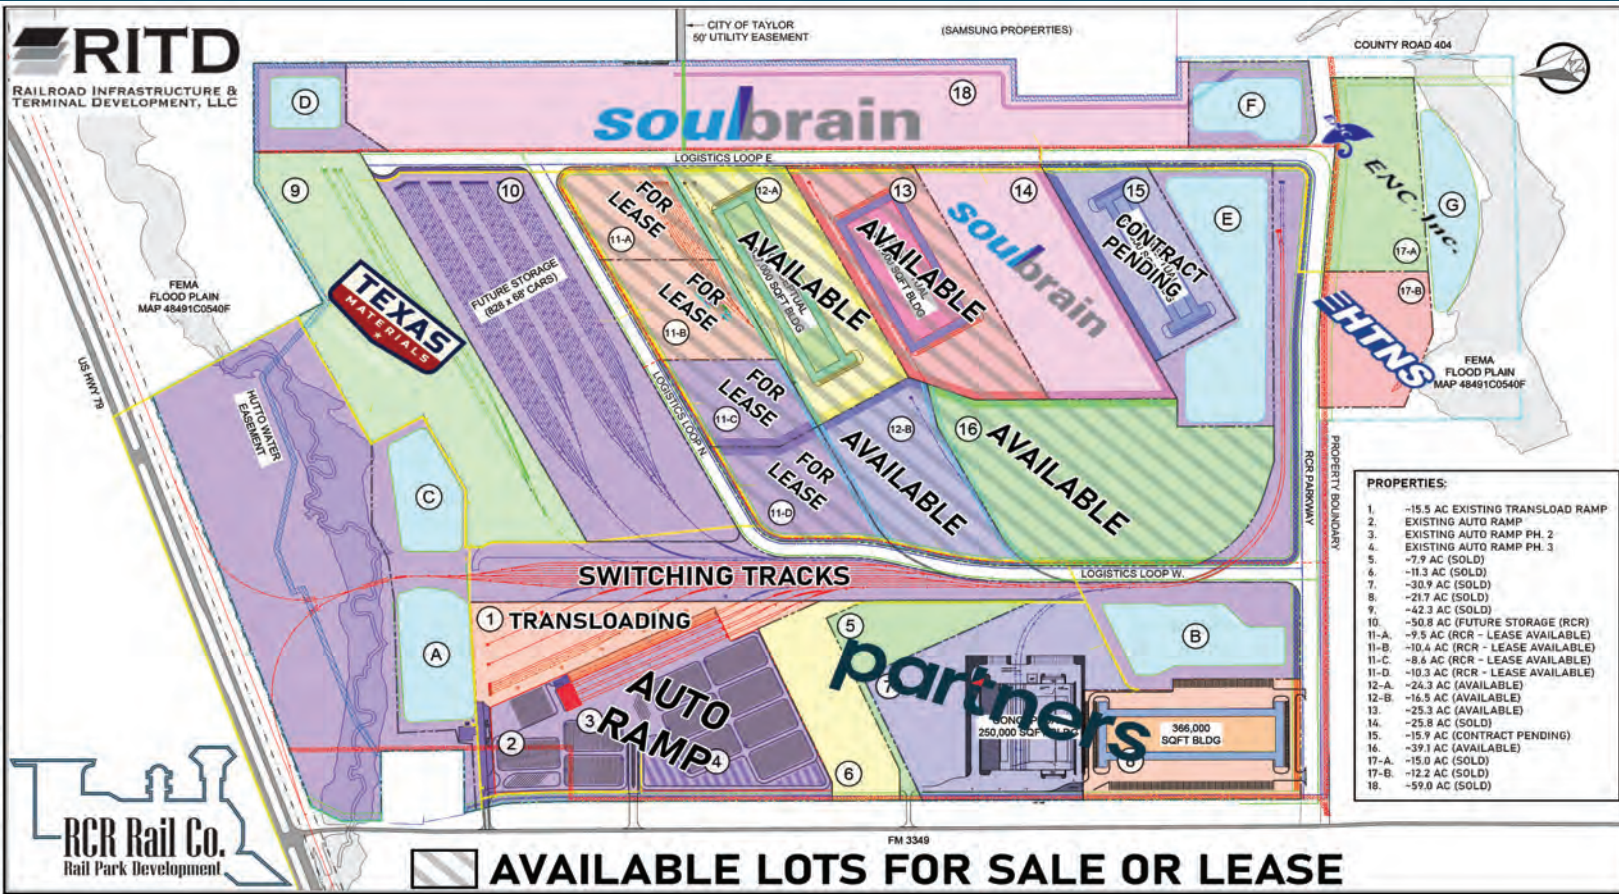 RITD
RAILROAD INFRASTRUCTURE &
TERMINAL DEVELOPMENT, LLC
CITY OF TAYLOR
50' UTILITY EASEMENT
(SAMSUNG PROPERTIES)
COUNTY ROAD 404
D
18
soulbrain
F
LOGISTICS LOOP E.
ENC
ENC, Inc.
G
17-A
17-B
EHTNS
9
10
FUTURE STORAGE
(828 x 68' CARS)
TEXAS
MATERIALS
FOR
LEASE
11-A
FOR
LEASE
11-B
FOR
LEASE
11-C
FOR
LEASE
11-D
12-A
AVAILABLE
SQFT BLDG
13
AVAILABLE
SQFT BLDG
14
soulbrain
15
CONTRACT
PENDING
E
12-B
AVAILABLE
16
AVAILABLE
FEMA
FLOOD PLAIN
MAP 48491C0540F
FEMA
FLOOD PLAIN
MAP 48491C0540F
US HWY 79
HUTTO WATER
EASEMENT
LOGISTICS LOOP N.
RCR PARKWAY
PROPERTY BOUNDARY
C
A
SWITCHING TRACKS
LOGISTICS LOOP W.
1
TRANSLOADING
AUTO
RAMP
2
3
4
5
6
7
partners
B
250,000 SQFT BLDG
366,000
SQFT BLDG
8
FM 3349
PROPERTIES:
1. ~15.5 AC EXISTING TRANSLOAD RAMP
2. EXISTING AUTO RAMP
3. EXISTING AUTO RAMP PH. 2
4. EXISTING AUTO RAMP PH. 3
5. ~7.9 AC (SOLD)
6. ~11.3 AC (SOLD)
7. ~30.9 AC (SOLD)
8. ~21.7 AC (SOLD)
9. ~42.3 AC (SOLD)
10. ~50.8 AC (FUTURE STORAGE (RCR)
11-A. ~9.5 AC (RCR - LEASE AVAILABLE)
11-B. ~10.4 AC (RCR - LEASE AVAILABLE)
11-C. ~8.6 AC (RCR - LEASE AVAILABLE)
11-D. ~10.3 AC (RCR - LEASE AVAILABLE)
12-A. ~24.3 AC (AVAILABLE)
12-B. ~16.5 AC (AVAILABLE)
13. ~25.3 AC (AVAILABLE)
14. ~25.8 AC (SOLD)
15. ~15.9 AC (CONTRACT PENDING)
16. ~39.1 AC (AVAILABLE)
17-A. ~15.0 AC (SOLD)
17-B. ~12.2 AC (SOLD)
18. ~59.0 AC (SOLD)
RCR Rail Co.
Rail Park Development
AVAILABLE LOTS FOR SALE OR LEASE